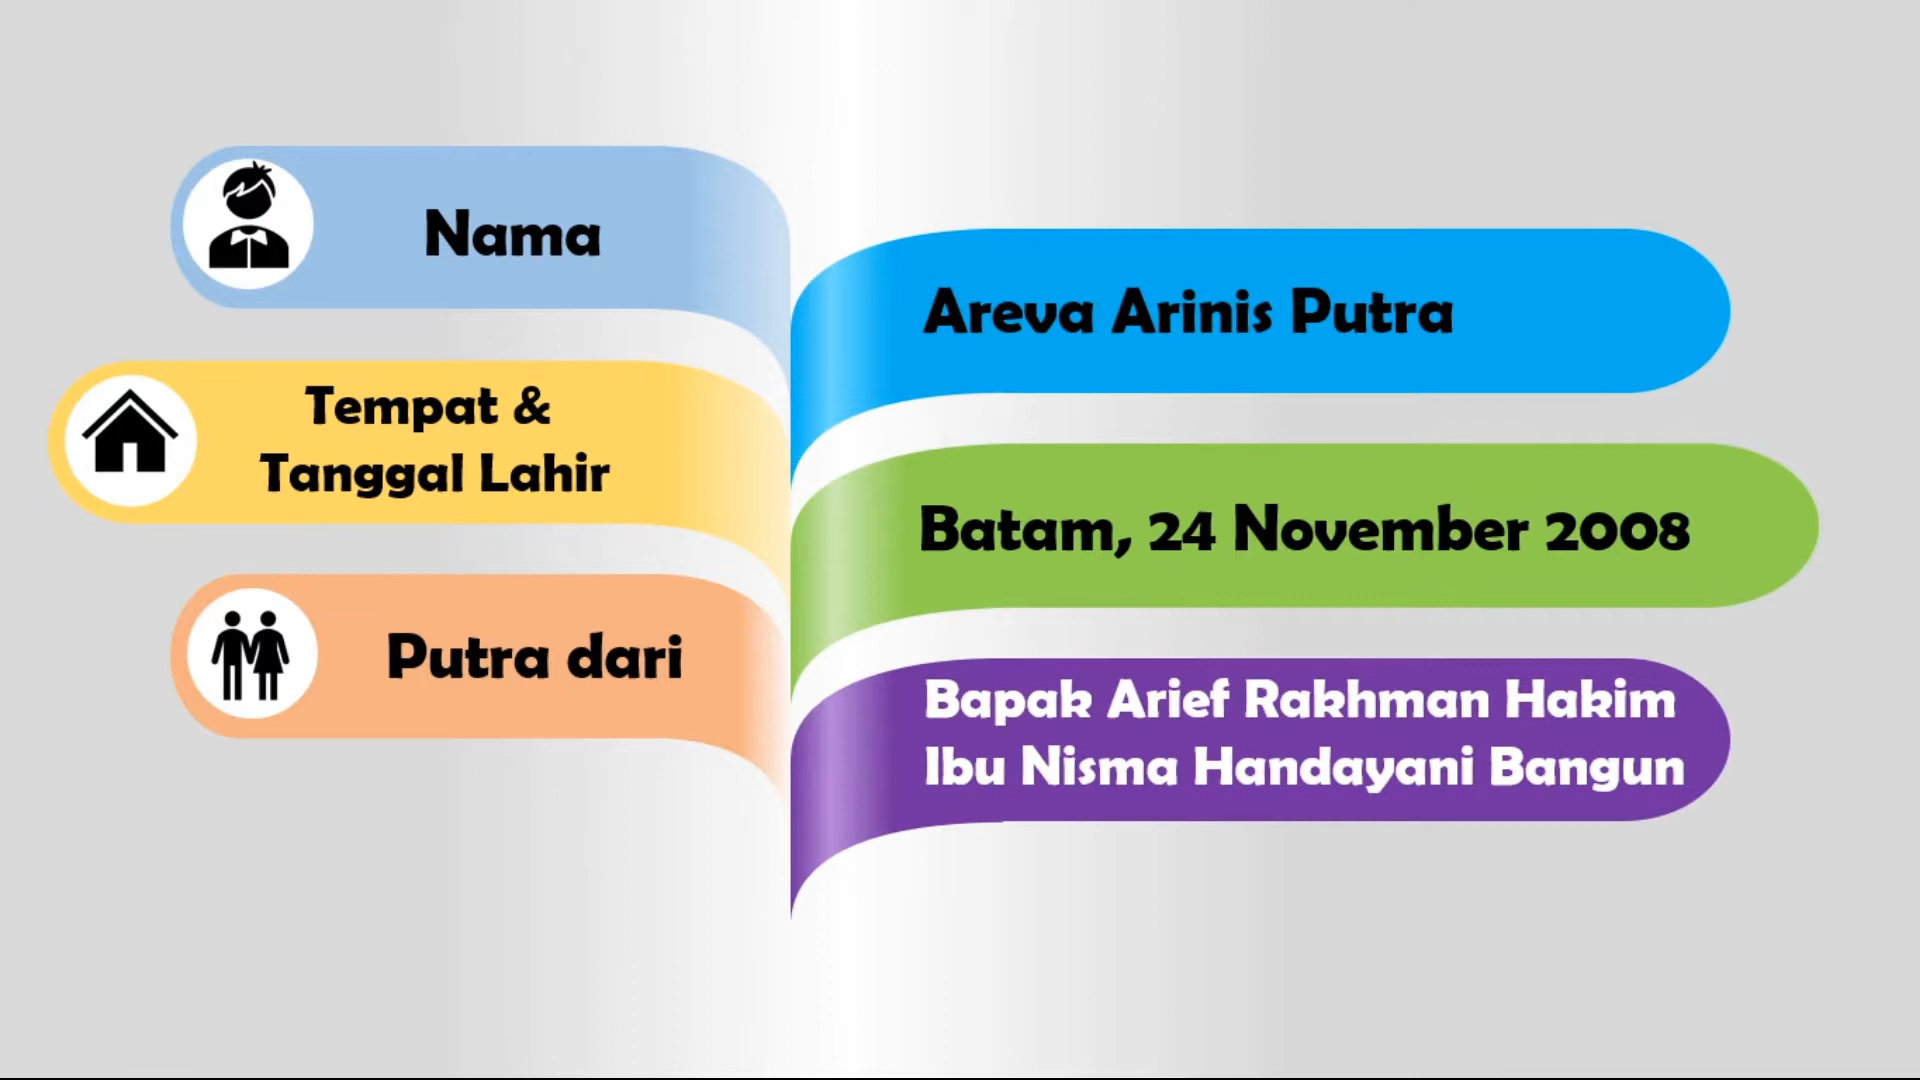 Nama
Areva Arinis Putra
Tempat &
Tanggal Lahir
Batam, 24 November 2008
Putra dari
Bapak Arief Rakhman Hakim
Ibu Nisma Handayani Bangun